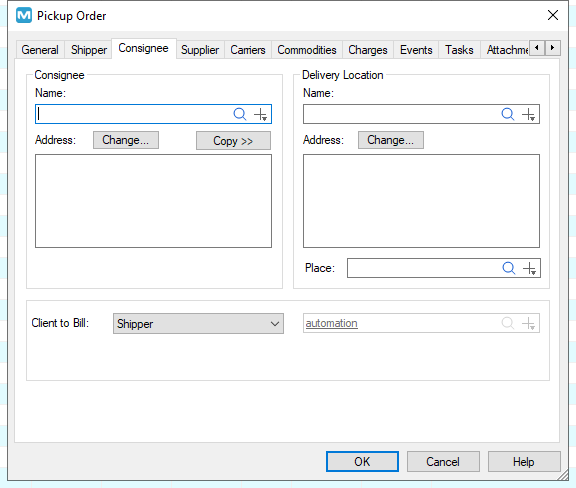 Pickup Order
General Shipper Consignee Supplier Carriers Commodities Charges Events Tasks Attachme
Consignee Delivery Location
Name: Name:
Address: Change... Copy >> Address: Change...
Place:
Client to Bill: Shipper automation
OK Cancel Help